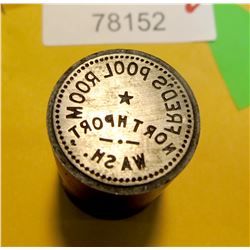 78152
FRED'S POOL ROOM
NORTHPORT,
WASH.